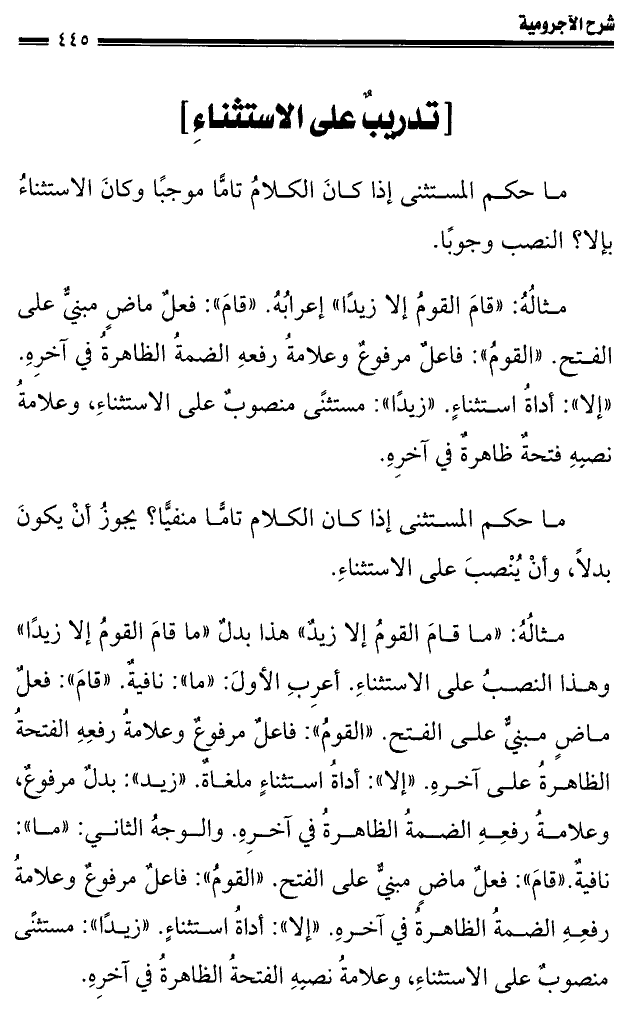 شرح الآجرومية
٤٤٥
[تدريبٌ على الاستثناءِ]
ما حكم المستثنى إذا كانَ الكلامُ تامًّا موجبًا وكانَ الاستثناءُ
بإلا؟ النصب وجوبًا.
مثالُهُ: «قامَ القومُ إلا زيدًا» إعرابُهُ. «قامَ»: فعلٌ ماضٍ مبنيٌّ على
الفتح. «القومُ»: فاعلٌ مرفوعٌ وعلامةُ رفعهِ الضمةُ الظاهرةُ في آخرِهِ.
«إلا»: أداةُ استثناءٍ. «زيدًا»: مستثنًى منصوبٌ على الاستثناءِ، وعلامةُ
نصبِهِ فتحةٌ ظاهرةٌ في آخرِهِ.
ما حكم المستثنى إذا كان الكلام تامًّا منفيًّا؟ يجوزُ أنْ يكونَ
بدلاً، وأنْ يُنْصبَ على الاستثناءِ.
مثالُهُ: «ما قامَ القومُ إلا زيدٌ» هذا بدلٌ «ما قامَ القومُ إلا زيدًا»
وهذا النصبُ على الاستثناءِ. أعربِ الأولَ: «ما»: نافيةٌ. «قامَ»: فعلٌ
ماضٍ مبنيٌّ على الفتح. «القومُ»: فاعلٌ مرفوعٌ وعلامةُ رفعِهِ الفتحةُ
الظاهرةُ على آخرِهِ. «إلا»: أداةُ استثناءٍ ملغاةٌ. «زيد»: بدلٌ مرفوعٌ،
وعلامةُ رفعِهِ الضمةُ الظاهرةُ في آخرِهِ. والوجهُ الثاني: «ما»:
نافيةٌ.«قامَ»: فعلٌ ماضٍ مبنيٌّ على الفتح. «القومُ»: فاعلٌ مرفوعٌ وعلامةُ
رفعِهِ الضمةُ الظاهرةُ في آخرِهِ. «إلا»: أداةُ استثناءٍ. «زيدًا»: مستثنًى
منصوبٌ على الاستثناءِ، وعلامةُ نصبِهِ الفتحةُ الظاهرةُ في آخرِهِ.